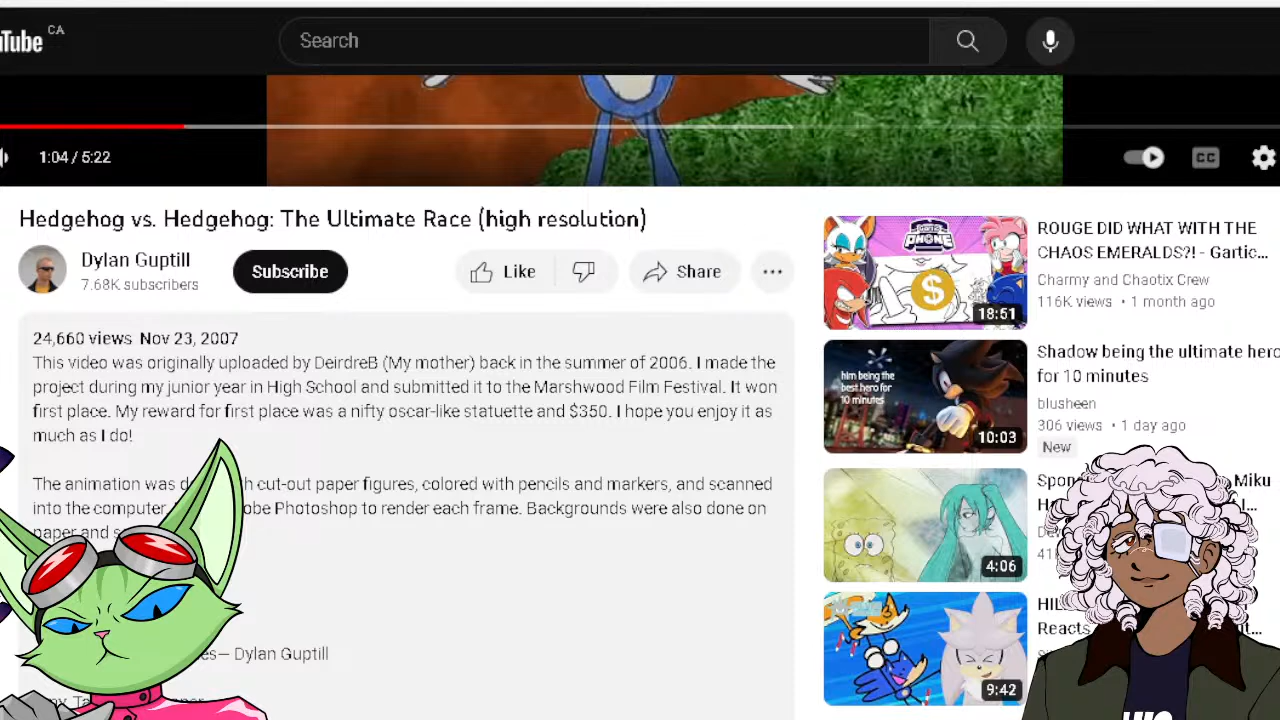 uTube CA
Search
1:04 / 5:22
CC
Hedgehog vs. Hedgehog: The Ultimate Race (high resolution)
Dylan Guptill
7.68K subscribers
Subscribe
Like
Share
24,660 views Nov 23, 2007
This video was originally uploaded by DeirdreB (My mother) back in the summer of 2006. I made the
project during my senior year in High School and submitted it to the Marshwood Film Festival. It won
first place. My reward for first place was a nifty oscar-like statuette and $350. I hope you enjoy it as
much as I do!
The animation was cut-out paper figures, colored with pencils and markers, and scanned
into the computer, Photoshop to render each frame. Backgrounds were also done on
paper and
— Dylan Guptill
PHONE
$
18:51
ROUGE DID WHAT WITH THE
CHAOS EMERALDS?! - Gartic...
Charmy and Chaotix Crew
116K views • 1 month ago
him being the
best hero for
10 minutes
10:03
Shadow being the ultimate hero
for 10 minutes
blusheen
306 views • 1 day ago
New
4:06
Miku
9:42
Reacts